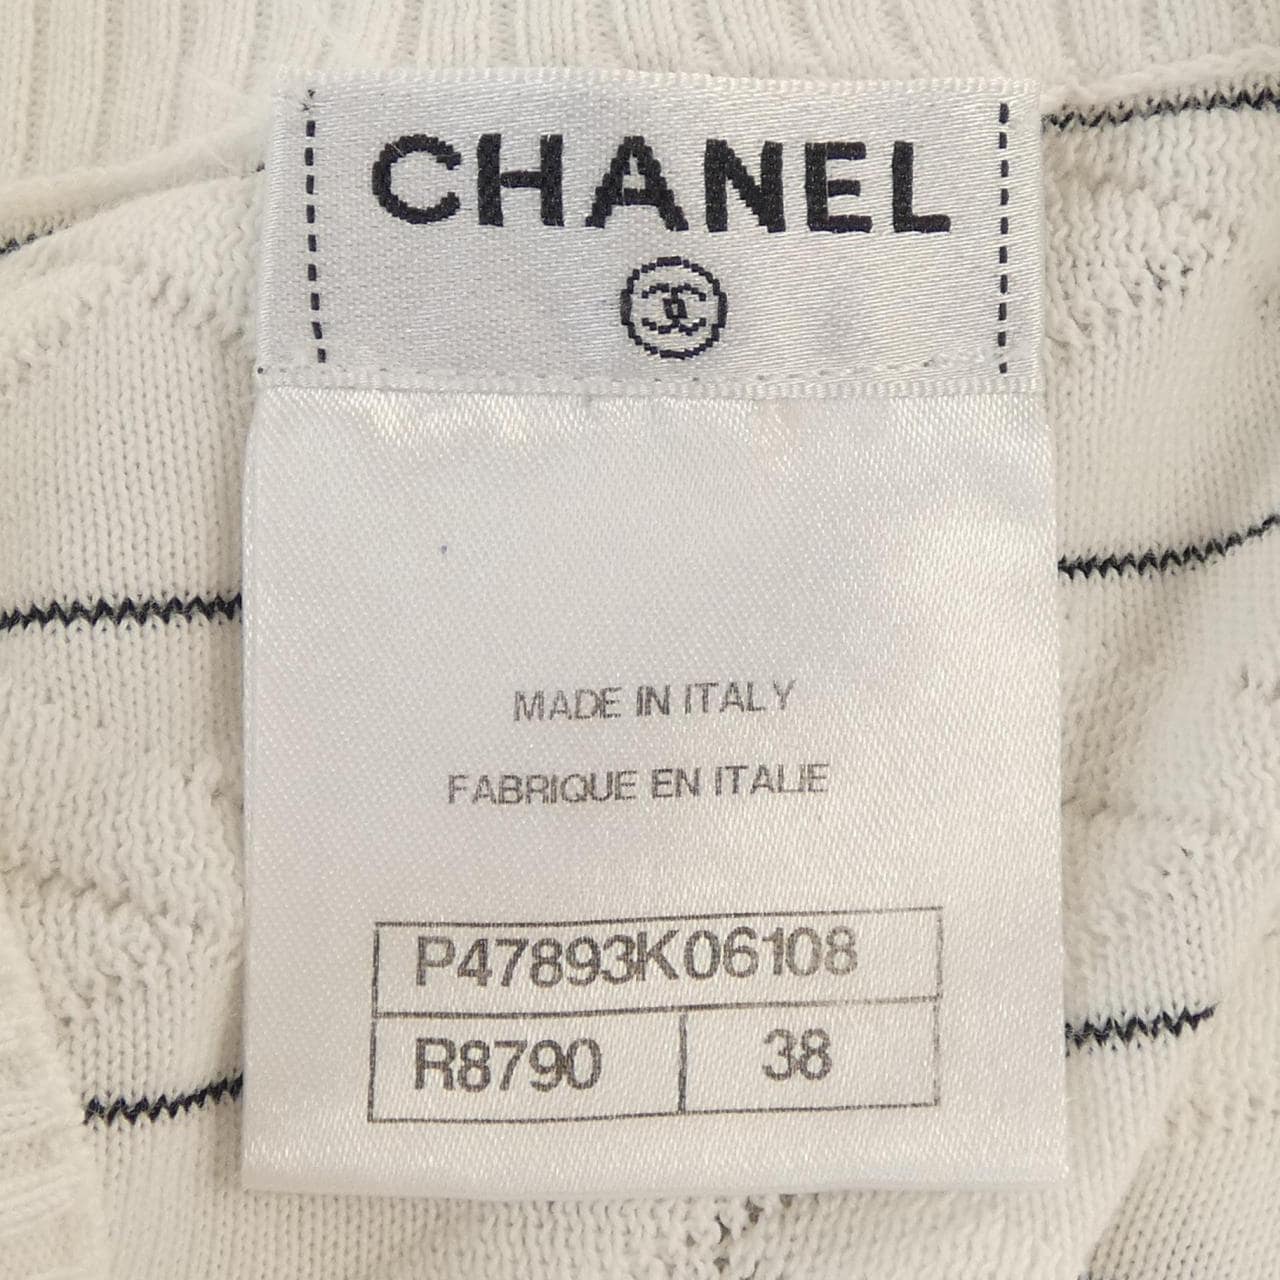 CHANEL
MADE IN ITALY
FABRIQUE EN ITALIE
P47893K06108
R8790 38